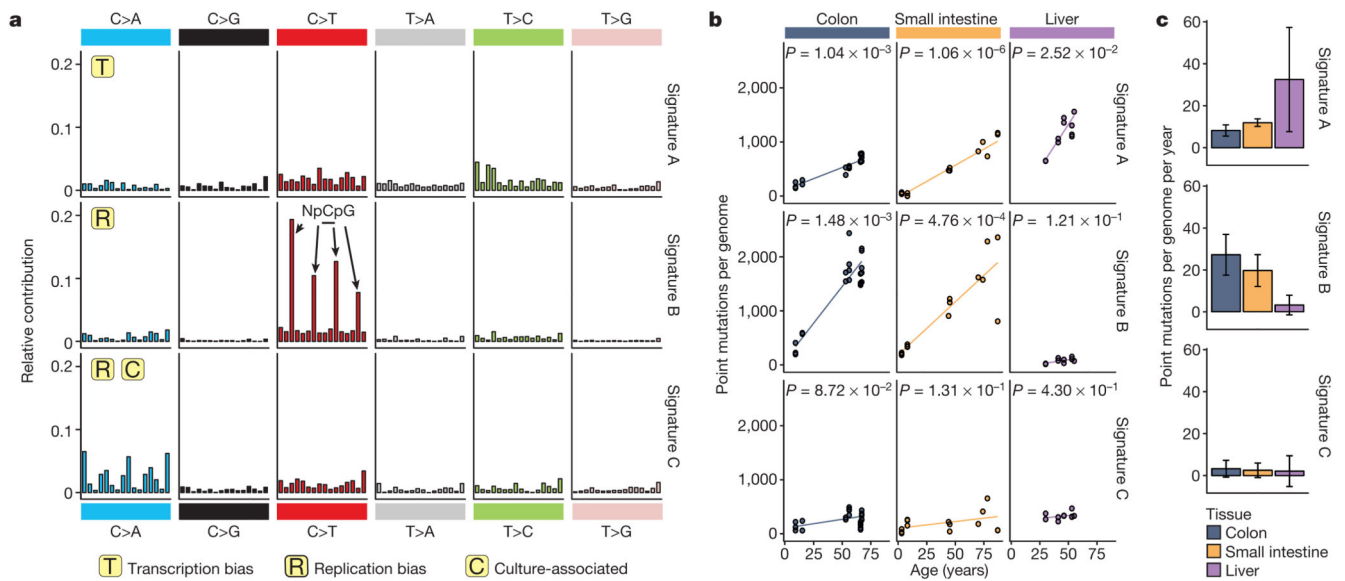 a
C>A C>G C>T T>A T>C T>G
0.2
0.1
0
T
Signature A
0.2
0.1
0
R
NpCpG
Signature B
0.2
0.1
0
R C
Signature C
Relative contribution
C>A C>G C>T T>A T>C T>G
T Transcription bias R Replication bias C Culture-associated
b
Colon Small intestine Liver
P = 1.04 × 10⁻³ P = 1.06 × 10⁻⁶ P = 2.52 × 10⁻²
2,000
1,000
0
Signature A
P = 1.48 × 10⁻³ P = 4.76 × 10⁻⁴ P = 1.21 × 10⁻¹
2,000
1,000
0
Signature B
P = 8.72 × 10⁻² P = 1.31 × 10⁻¹ P = 4.30 × 10⁻¹
2,000
1,000
0
Signature C
Point mutations per genome
0 25 50 75 0 25 50 75 0 25 50 75
Age (years)
c
60
40
20
0
Signature A
60
40
20
0
Signature B
60
40
20
0
Signature C
Point mutations per genome per year
Tissue
Colon
Small intestine
Liver